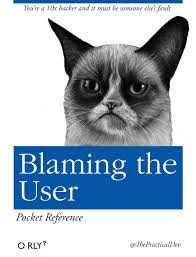 You're a 10x hacker and it must be someone else's fault.
Blaming the
User
Pocket Reference
O RLY?
@ThePracticalDev